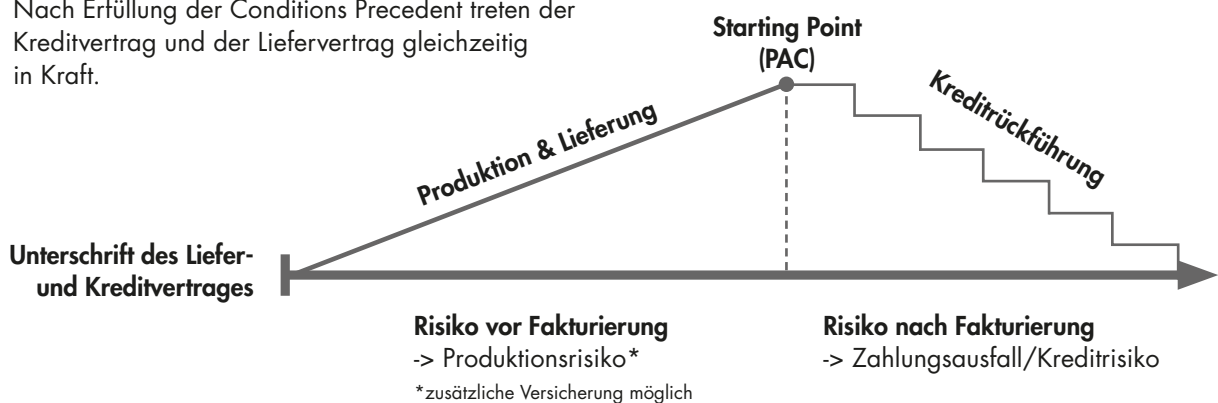 Nach Erfüllung der Conditions Precedent treten der
Kreditvertrag und der Liefervertrag gleichzeitig
in Kraft.
Starting Point
(PAC)
Produktion & Lieferung
Kreditrückführung
Unterschrift des Liefer-
und Kreditvertrages
Risiko vor Fakturierung
-> Produktionsrisiko*
*zusätzliche Versicherung möglich
Risiko nach Fakturierung
-> Zahlungsausfall/Kreditrisiko